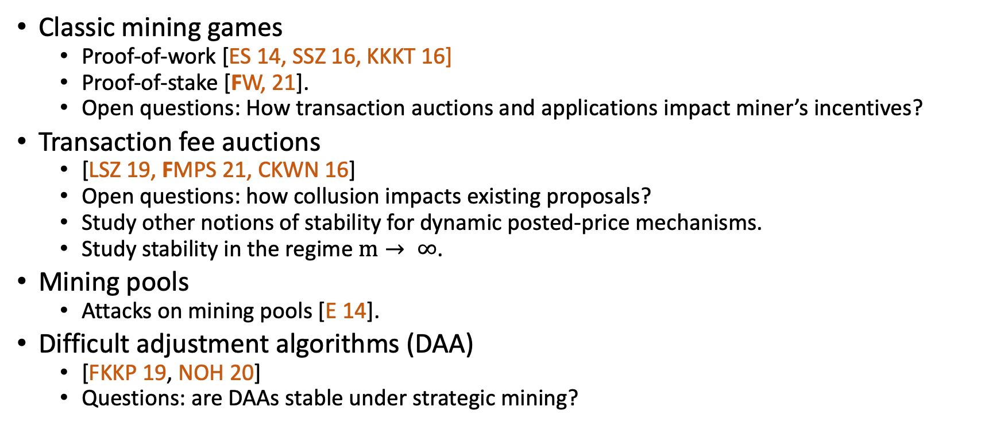 • Classic mining games
• Proof-of-work [ES 14, SSZ 16, KKKT 16]
• Proof-of-stake [FW, 21].
• Open questions: How transaction auctions and applications impact miner’s incentives?
• Transaction fee auctions
• [LSZ 19, FMPS 21, CKWN 16]
• Open questions: how collusion impacts existing proposals?
• Study other notions of stability for dynamic posted-price mechanisms.
• Study stability in the regime m → ∞.
• Mining pools
• Attacks on mining pools [E 14].
• Difficult adjustment algorithms (DAA)
• [FKKP 19, NOH 20]
• Questions: are DAAs stable under strategic mining?